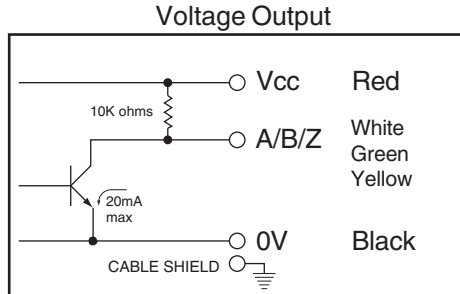 Voltage Output
Vcc Red
10K ohms
A/B/Z White
Green
Yellow
20mA
max
0V Black
CABLE SHIELD